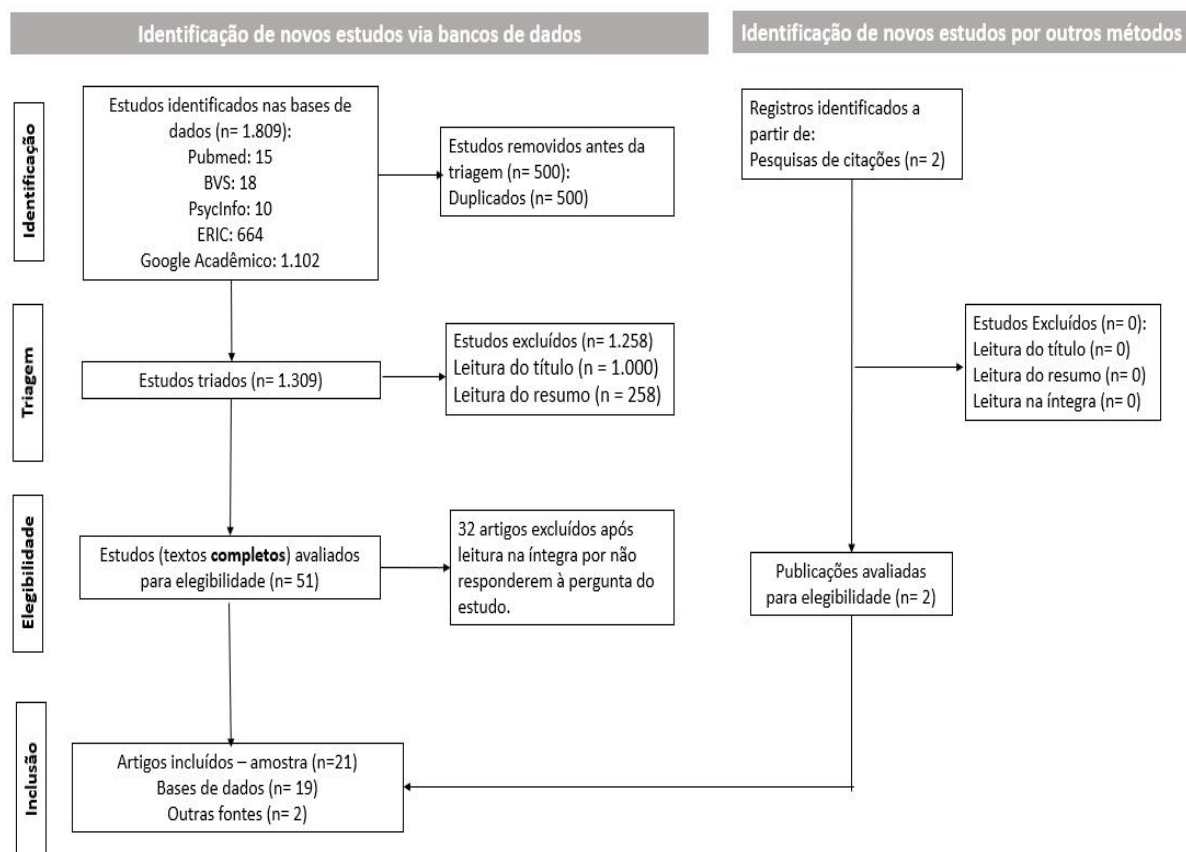 Identificação de novos estudos via bancos de dados
Identificação de novos estudos por outros métodos
Identificação
Estudos identificados nas bases de
dados (n= 1.809):
Pubmed: 15
BVS: 18
PsycInfo: 10
ERIC: 664
Google Acadêmico: 1.102
Estudos removidos antes da
triagem (n= 500):
Duplicados (n= 500)
Registros identificados a
partir de:
Pesquisas de citações (n= 2)
Triagem
Estudos triados (n= 1.309)
Estudos excluídos (n= 1.258)
Leitura do título (n = 1.000)
Leitura do resumo (n = 258)
Estudos Excluídos (n= 0):
Leitura do título (n= 0)
Leitura do resumo (n= 0)
Leitura na íntegra (n= 0)
Elegibilidade
Estudos (textos completos) avaliados
para elegibilidade (n= 51)
32 artigos excluídos após
leitura na íntegra por não
responderem à pergunta do
estudo.
Publicações avaliadas
para elegibilidade (n= 2)
Inclusão
Artigos incluídos – amostra (n=21)
Bases de dados (n= 19)
Outras fontes (n= 2)